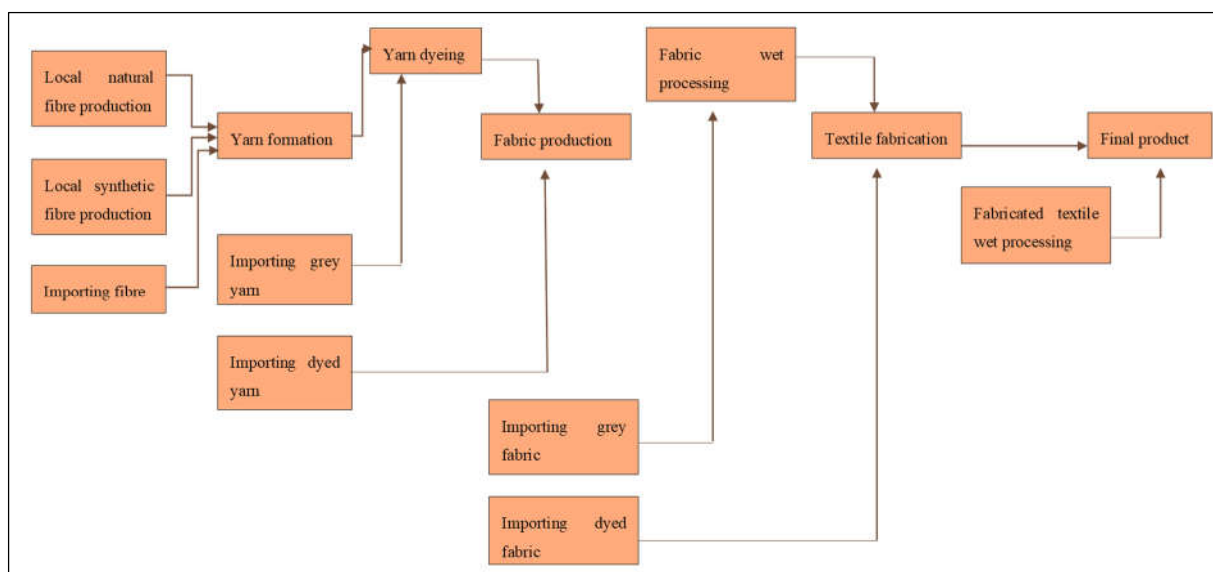 Local natural
fibre production
Local synthetic
fibre production
Importing fibre
Yarn formation
Importing grey
yarn
Importing dyed
yarn
Yarn dyeing
Fabric production
Importing grey
fabric
Importing dyed
fabric
Fabric wet
processing
Textile fabrication
Fabricated textile
wet processing
Final product